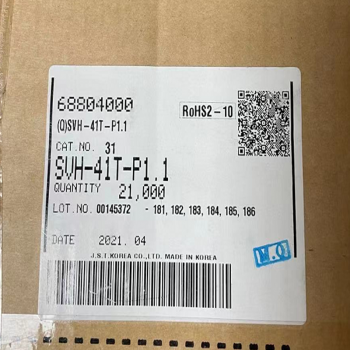 68804000
RoHS2-10
(Q)SVH-41T-P1.1
CAT.NO. 31
SVH-41T-P1.1
QUANTITY 21,000
LOT.NO. 00145372 - 181, 182, 183, 184, 185, 186
DATE 2021. 04
J.S.T.KOREA CO.,LTD. MADE IN KOREA